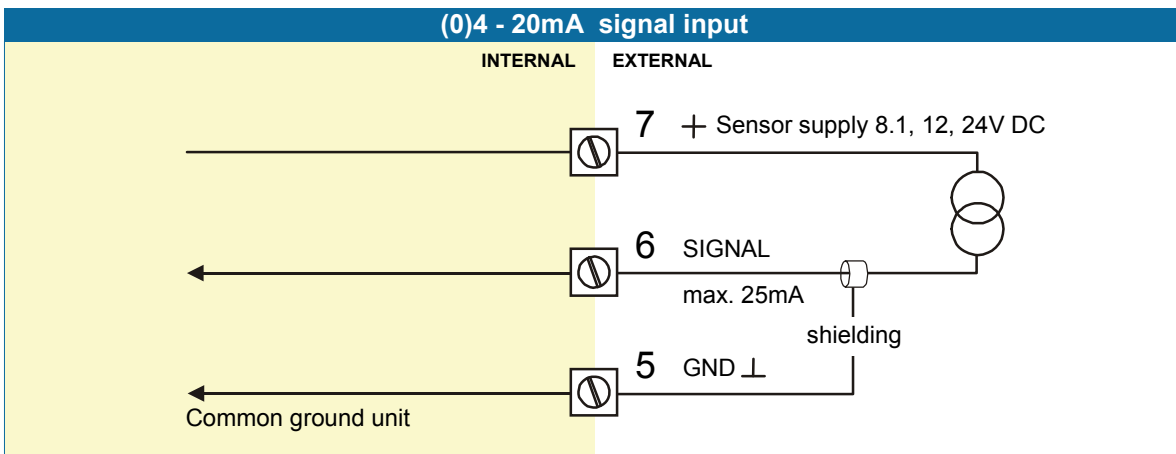 (0)4 - 20mA signal input
INTERNAL EXTERNAL
7 + Sensor supply 8.1, 12, 24V DC
6 SIGNAL
max. 25mA
shielding
5 GND ⊥
Common ground unit